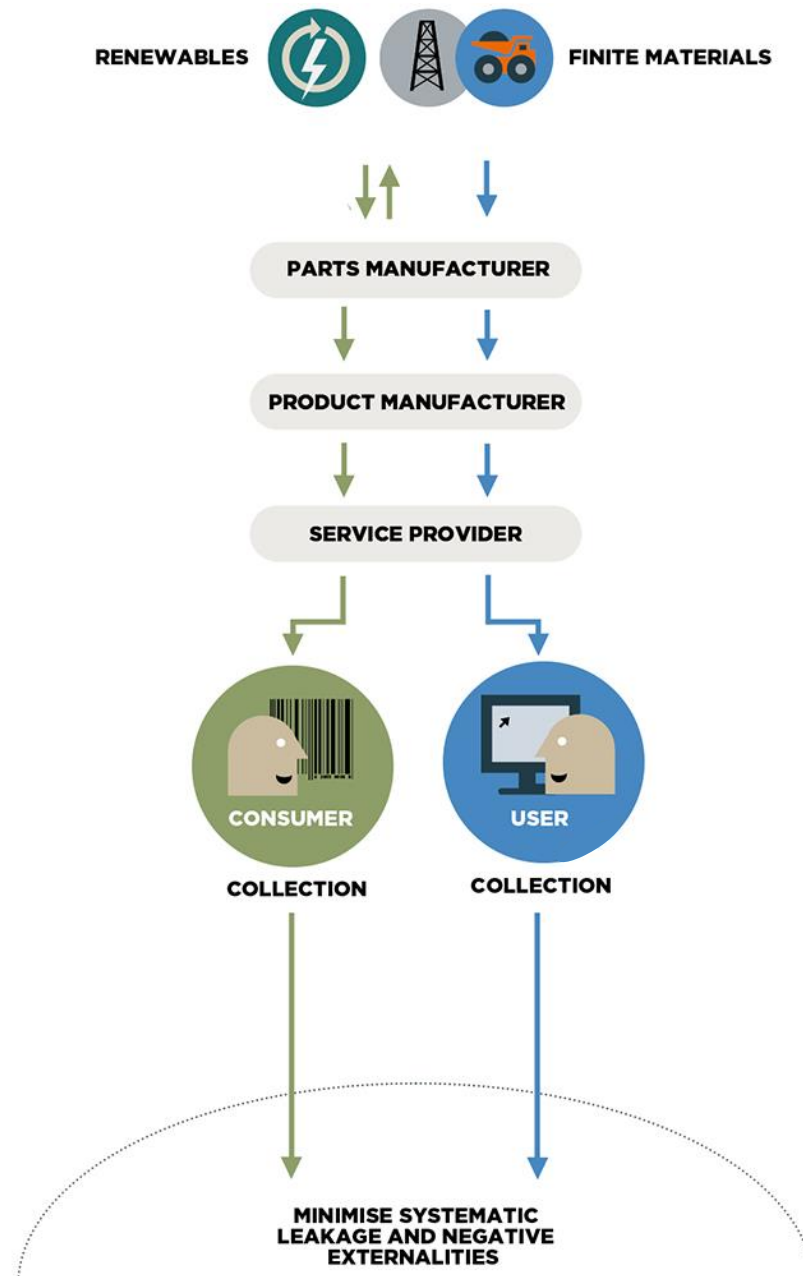 RENEWABLES
FINITE MATERIALS
PARTS MANUFACTURER
PRODUCT MANUFACTURER
SERVICE PROVIDER
CONSUMER
USER
COLLECTION
COLLECTION
MINIMISE SYSTEMATIC
LEAKAGE AND NEGATIVE
EXTERNALITIES